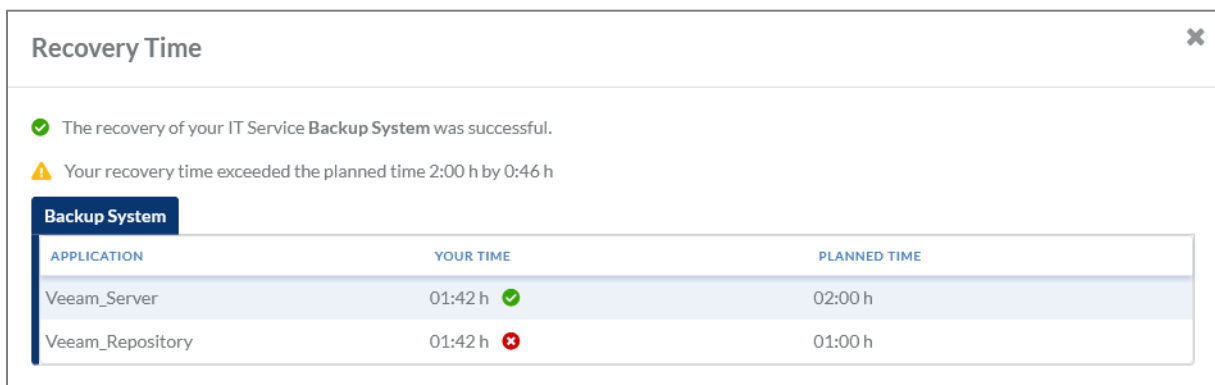 Recovery Time
The recovery of your IT Service Backup System was successful.
Your recovery time exceeded the planned time 2:00 h by 0:46 h
Backup System
APPLICATION YOUR TIME PLANNED TIME
Veeam_Server 01:42 h 02:00 h
Veeam_Repository 01:42 h 01:00 h